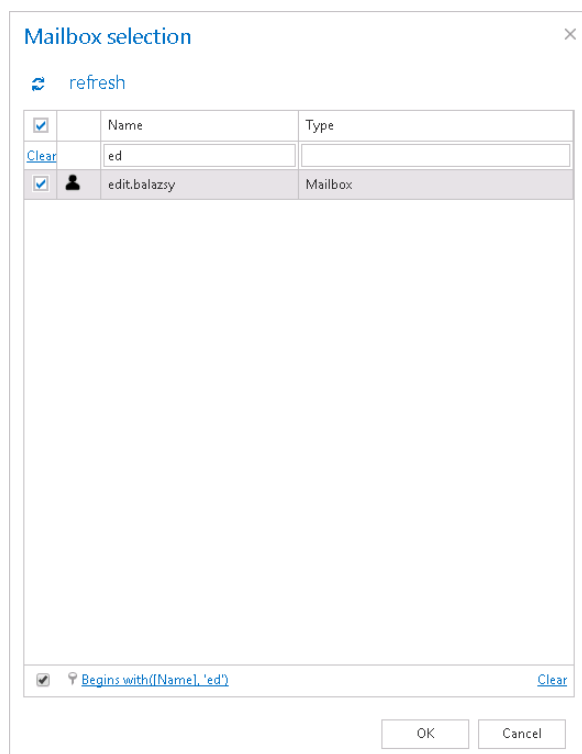 Mailbox selection
refresh
Name Type
Clear ed
edit.balazsy Mailbox
Begins with([Name], 'ed') Clear
OK Cancel